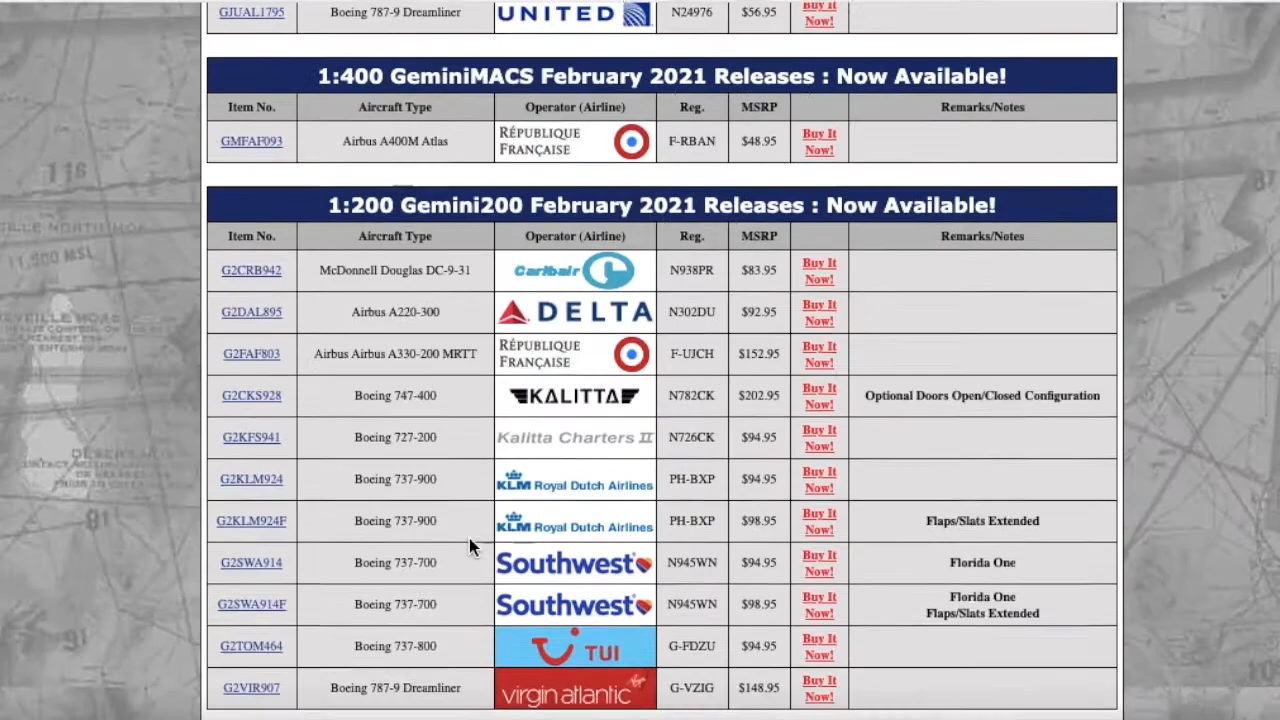 GJUAL1795 Boeing 787-9 Dreamliner UNITED N24976 $56.95 Buy It Now!
1:400 GeminiMACS February 2021 Releases : Now Available!
Item No. Aircraft Type Operator (Airline) Reg. MSRP Remarks/Notes
GMFAF093 Airbus A400M Atlas RÉPUBLIQUE FRANÇAISE F-RBAN $48.95 Buy It Now!
1:200 Gemini200 February 2021 Releases : Now Available!
Item No. Aircraft Type Operator (Airline) Reg. MSRP Remarks/Notes
G2CRB942 McDonnell Douglas DC-9-31 Caribair N938PR $83.95 Buy It Now!
G2DAL895 Airbus A220-300 DELTA N302DU $92.95 Buy It Now!
G2FAF803 Airbus Airbus A330-200 MRTT RÉPUBLIQUE FRANÇAISE F-UJCH $152.95 Buy It Now!
G2CKS928 Boeing 747-400 KALITTA N782CK $202.95 Buy It Now! Optional Doors Open/Closed Configuration
G2KFS941 Boeing 727-200 Kalitta Charters II N726CK $94.95 Buy It Now!
G2KLM924 Boeing 737-900 KLM Royal Dutch Airlines PH-BXP $94.95 Buy It Now!
G2KLM924F Boeing 737-900 KLM Royal Dutch Airlines PH-BXP $98.95 Buy It Now! Flaps/Slats Extended
G2SWA914 Boeing 737-700 Southwest N945WN $94.95 Buy It Now! Florida One
G2SWA914F Boeing 737-700 Southwest N945WN $98.95 Buy It Now! Florida One Flaps/Slats Extended
G2TOM464 Boeing 737-800 TUI G-FDZU $94.95 Buy It Now!
G2VIR907 Boeing 787-9 Dreamliner virgin atlantic G-VZIG $148.95 Buy It Now!
116
11,500 MSL
91
87
91